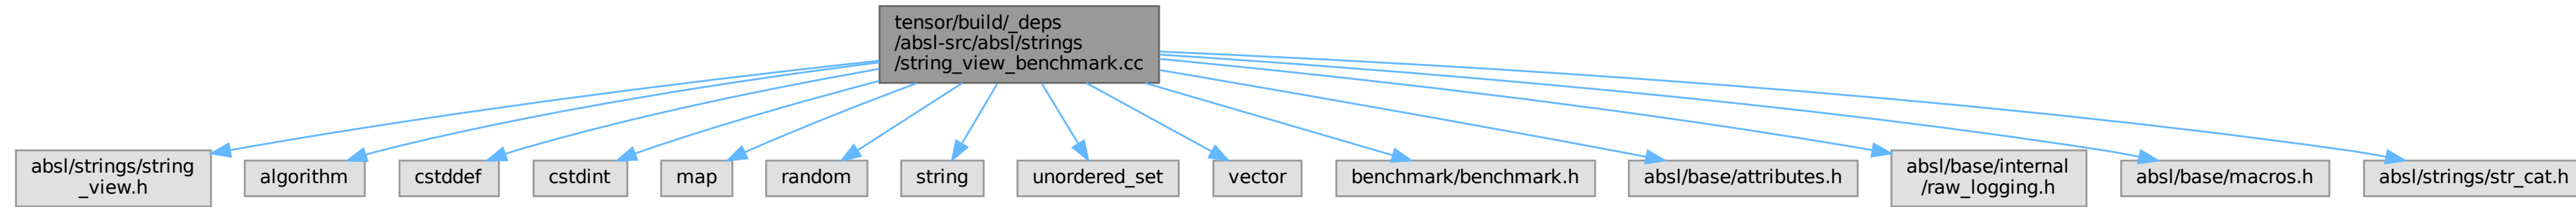 tensor/build/_deps
/absl-src/absl/strings
/string_view_benchmark.cc
absl/strings/string
_view.h
algorithm
cstddef
cstdint
map
random
string
unordered_set
vector
benchmark/benchmark.h
absl/base/attributes.h
absl/base/internal
/raw_logging.h
absl/base/macros.h
absl/strings/str_cat.h